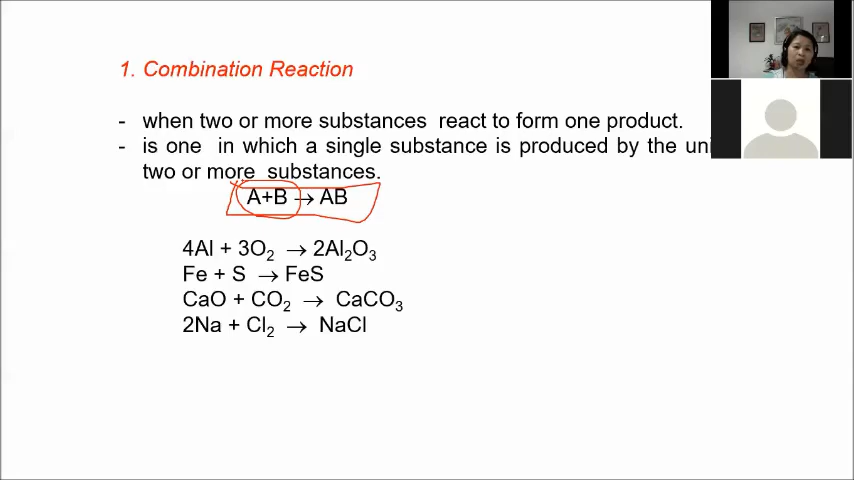 1. Combination Reaction
- when two or more substances react to form one product.
- is one in which a single substance is produced by the
two or more substances.
A+B → AB
4Al + 3O₂ → 2Al₂O₃
Fe + S → FeS
CaO + CO₂ → CaCO₃
2Na + Cl₂ → NaCl